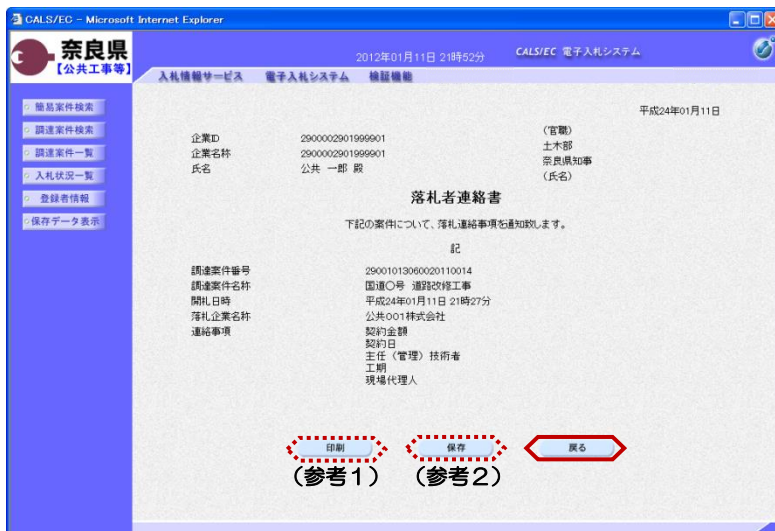 CALS/EC - Microsoft Internet Explorer
奈良県
【公共工事等】
2012年01月11日 21時52分
CALS/EC 電子入札システム
入札情報サービス 電子入札システム 検証機能
簡易案件検索
調達案件検索
調達案件一覧
入札状況一覧
登録者情報
保存データ表示
平成24年01月11日
企業ID 2900002901999901
企業名称 2900002901999901
氏名 公共 一郎 殿
(官職)
土木部
奈良県知事
(氏名)
落札者連絡書
下記の案件について、落札連絡事項を通知致します。
記
調達案件番号 29001013060020110014
調達案件名称 国道○号 道路改修工事
開札日時 平成24年01月11日 21時27分
落札企業名称 公共001株式会社
連絡事項 契約金額
契約日
主任(管理)技術者
工期
現場代理人
印刷 保存 戻る
(参考1) (参考2)